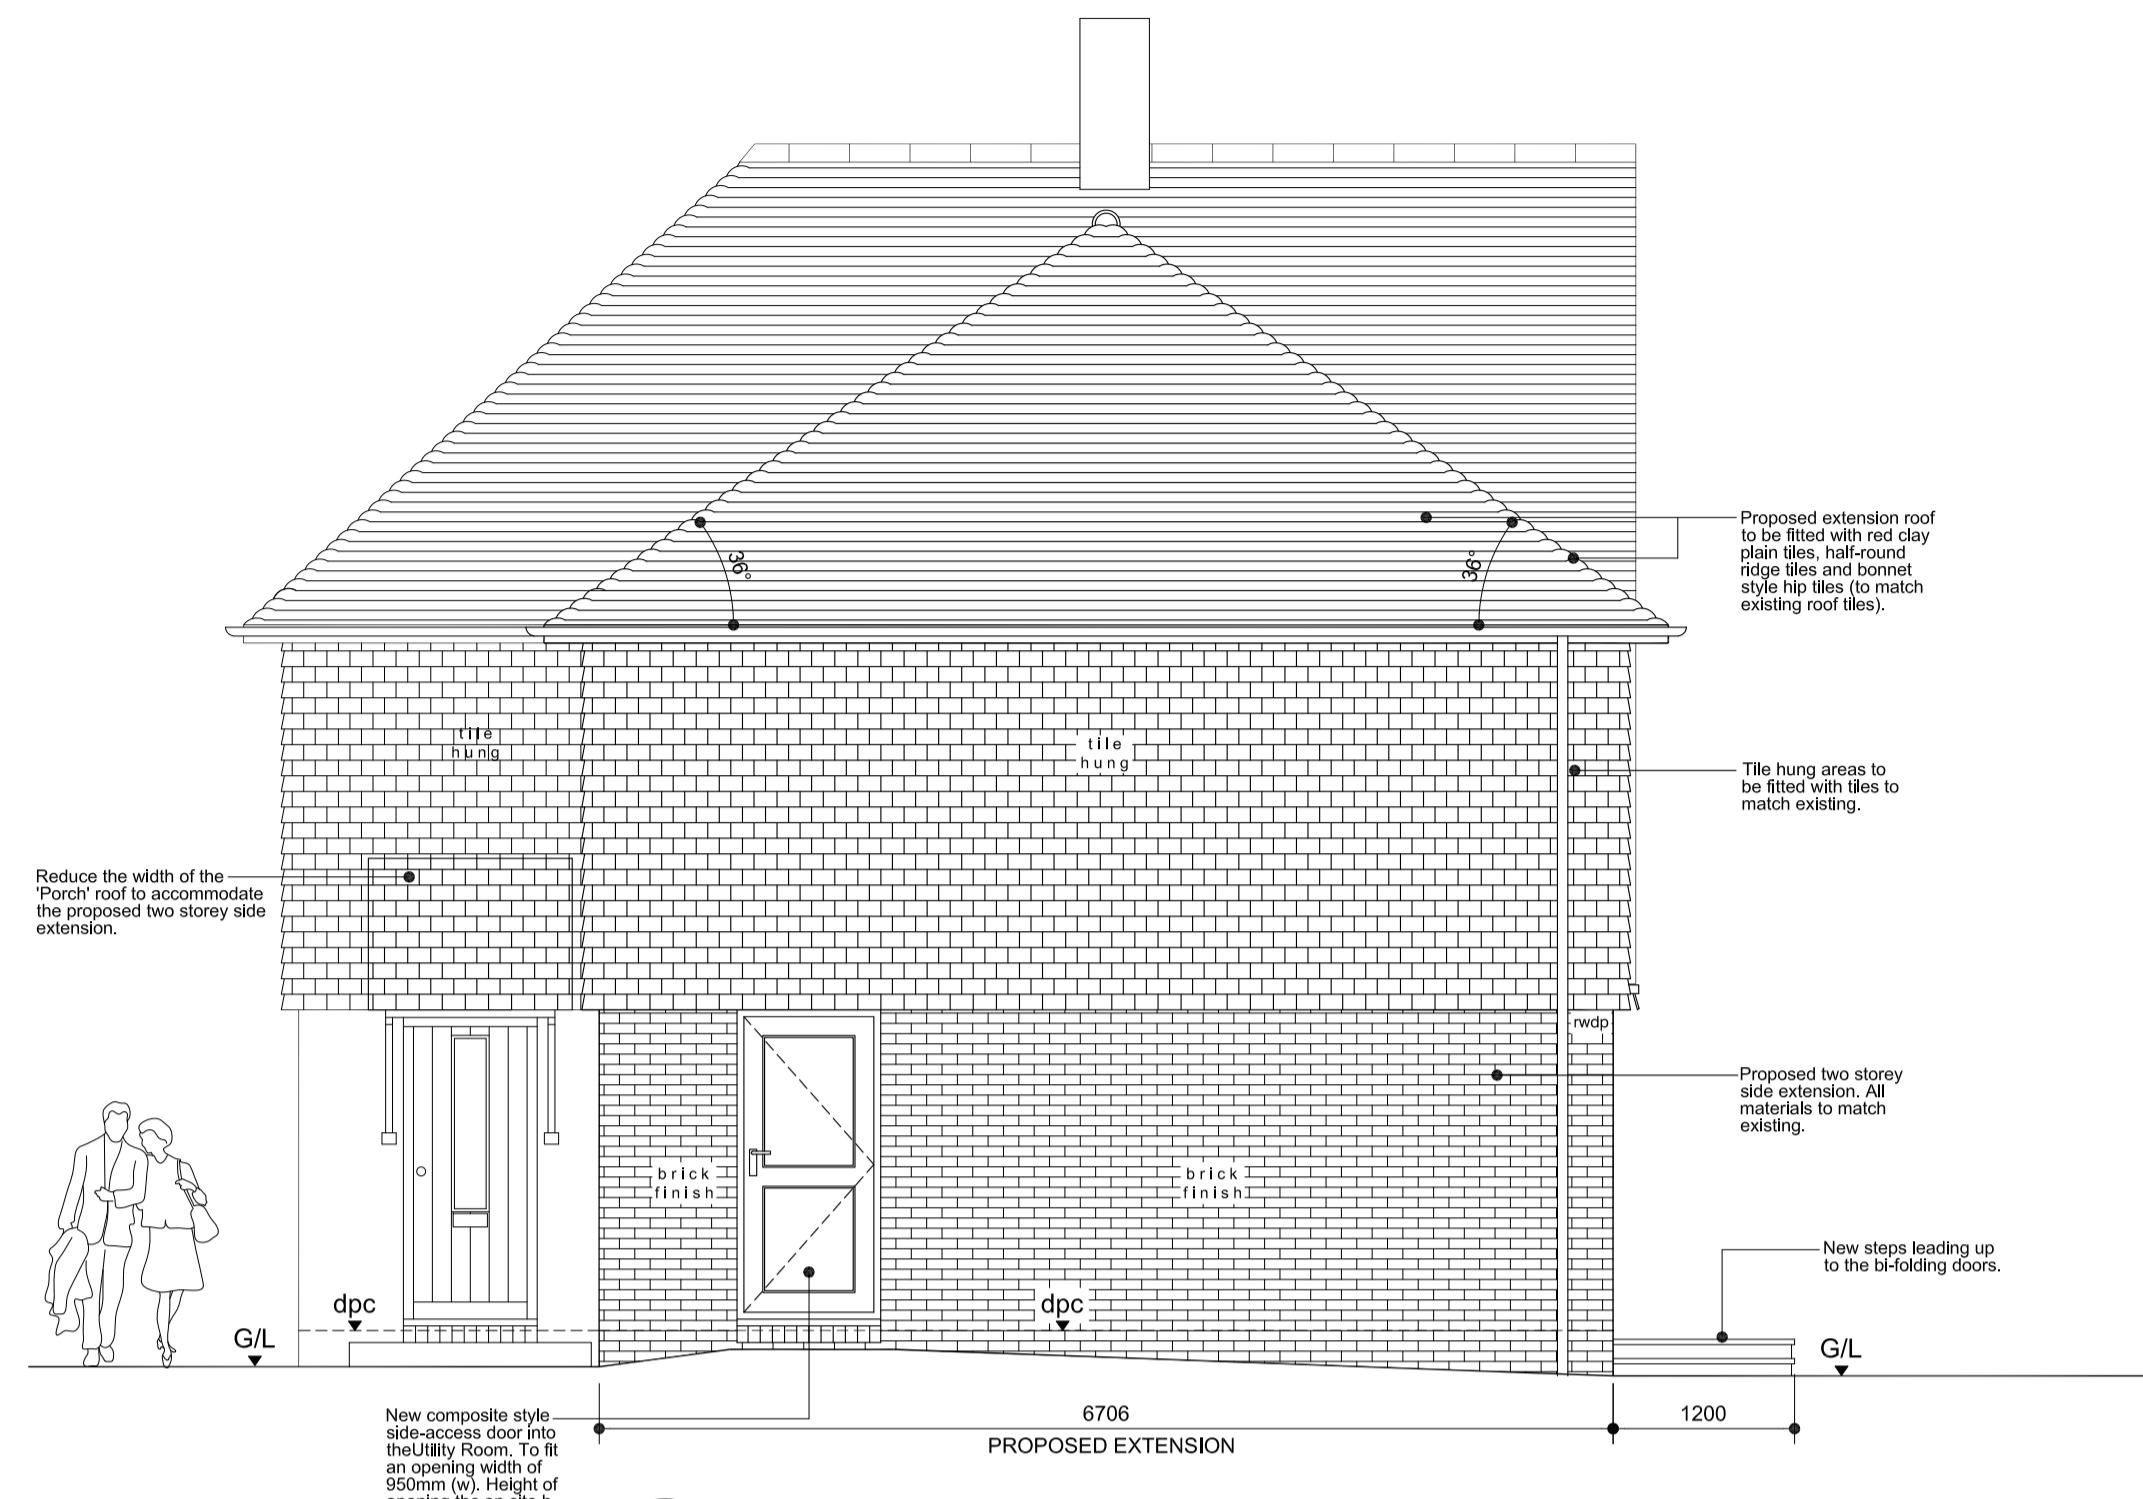 36°
36°
Proposed extension roof
to be fitted with red clay
plain tiles, half-round
ridge tiles and bonnet
style hip tiles (to match
existing roof tiles).
tile
hung
tile
hung
Tile hung areas to
be fitted with tiles to
match existing.
Reduce the width of the
'Porch' roof to accommodate
the proposed two storey side
extension.
rwdp
Proposed two storey
side extension. All
materials to match
existing.
brick
finish
brick
finish
New steps leading up
to the bi-folding doors.
dpc
dpc
G/L
G/L
New composite style
side-access door into
theUtility Room. To fit
an opening width of
950mm (w). Height of
6706
1200
PROPOSED EXTENSION